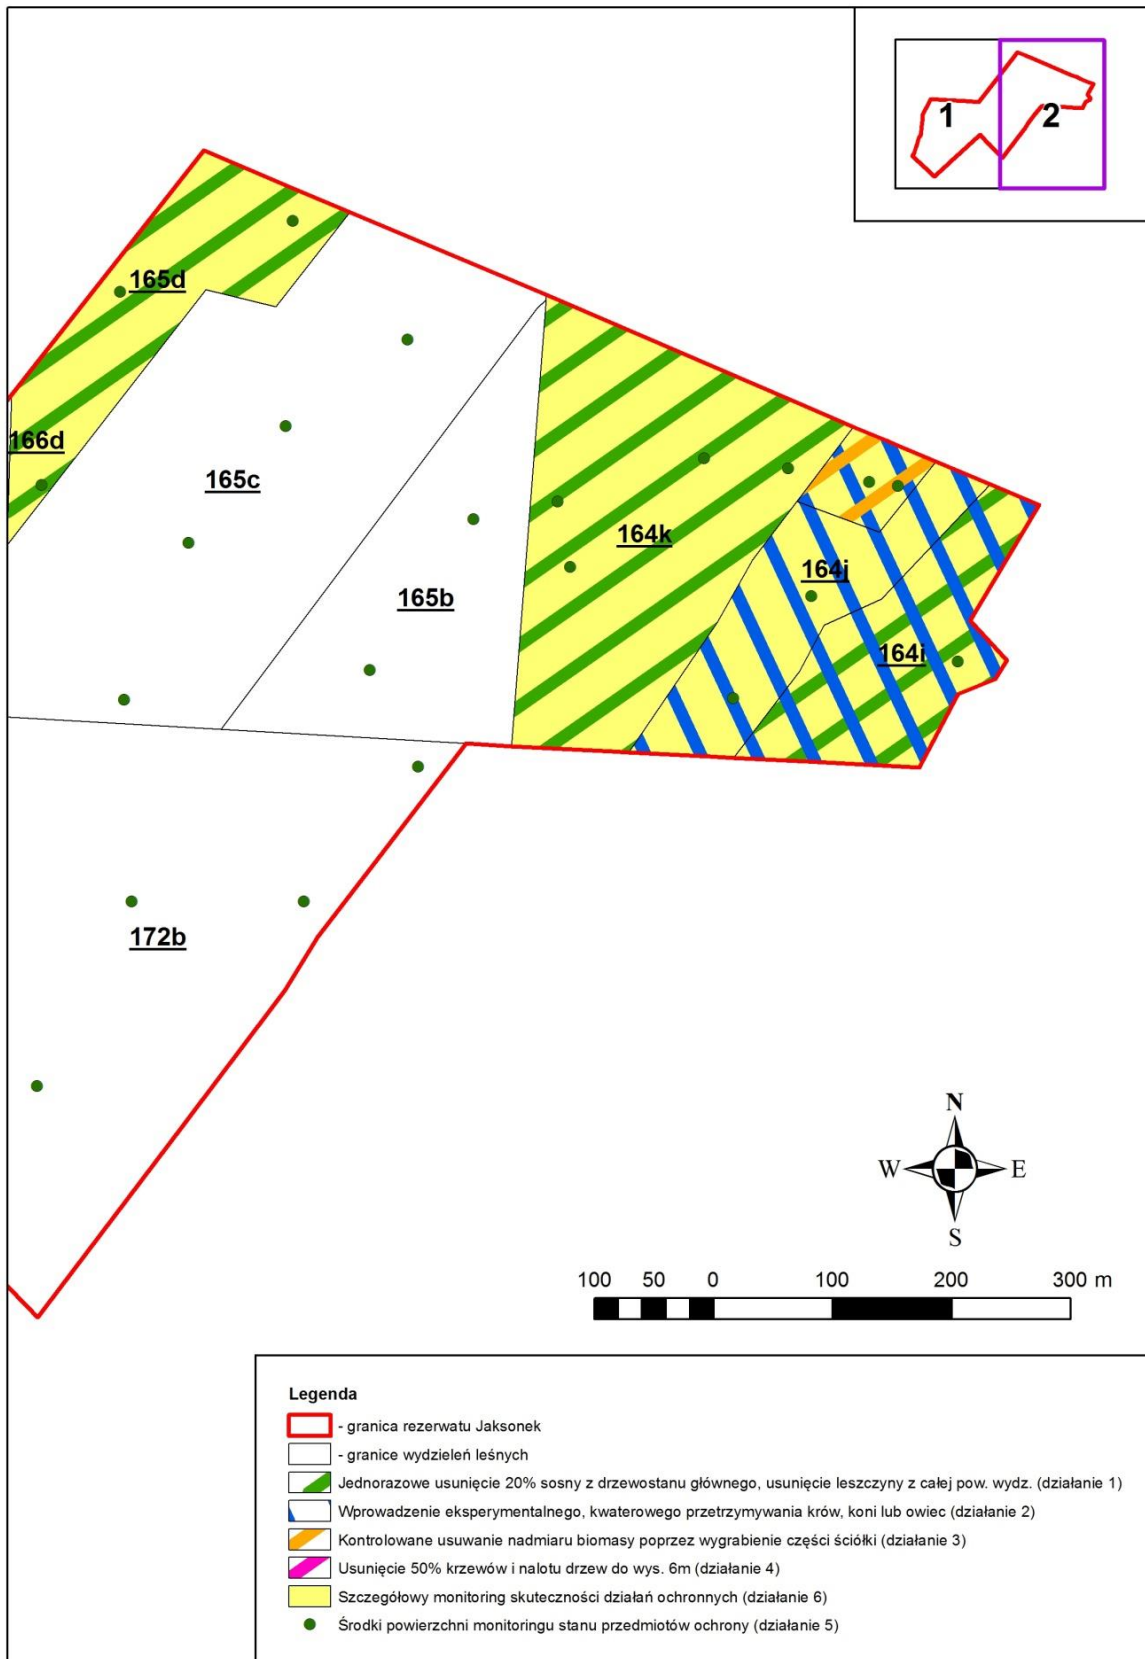 1
2
165d
166d
165c
164k
164j
165b
164i
172b
N
W
E
S
100 50 0 100 200 300 m
Legenda
- granica rezerwatu Jaksonek
- granice wydzieleń leśnych
Jednorazowe usunięcie 20% sosny z drzewostanu głównego, usunięcie leszczyny z całej pow. wydz. (działanie 1)
Wprowadzenie eksperymentalnego, kwaterowego przetrzymywania krów, koni lub owiec (działanie 2)
Kontrolowane usuwanie nadmiaru biomasy poprzez wygrabienie części ściółki (działanie 3)
Usunięcie 50% krzewów i nalotu drzew do wys. 6m (działanie 4)
Szczegółowy monitoring skuteczności działań ochronnych (działanie 6)
Środki powierzchni monitoringu stanu przedmiotów ochrony (działanie 5)